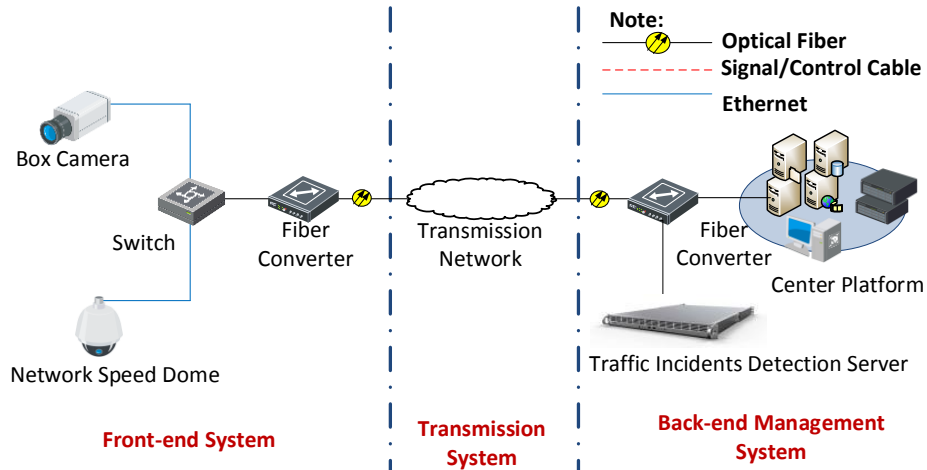 Note:
Optical Fiber
Signal/Control Cable
Ethernet
Box Camera
Switch
Fiber
Converter
Transmission
Network
Fiber
Converter
Center Platform
Network Speed Dome
Traffic Incidents Detection Server
Front-end System
Transmission
System
Back-end Management
System